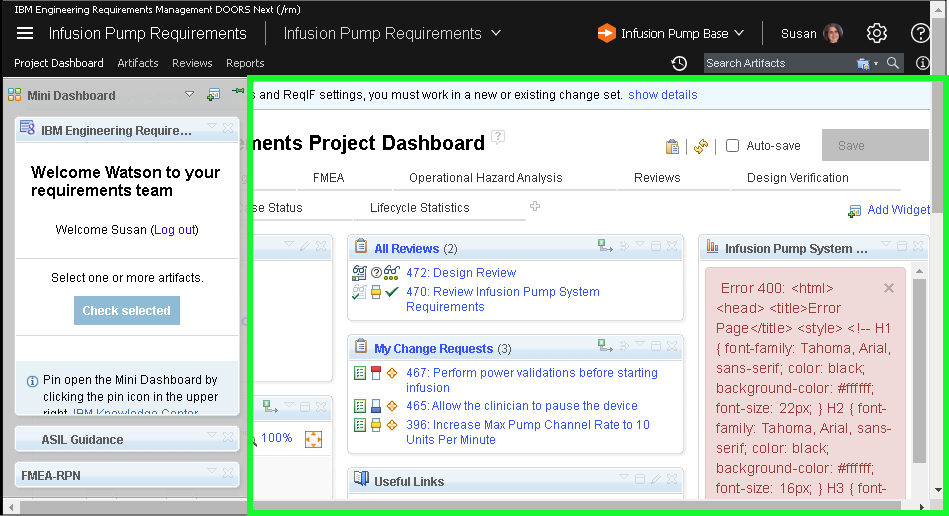 IBM Engineering Requirements Management DOORS Next (/rm)
Infusion Pump Requirements
Infusion Pump Requirements
Infusion Pump Base
Susan
Project Dashboard Artifacts Reviews Reports
Search Artifacts
Mini Dashboard
IBM Engineering Require...
Welcome Watson to your
requirements team
Welcome Susan (Log out)
Select one or more artifacts.
Check selected
Pin open the Mini Dashboard by
clicking the pin icon in the upper
right. IBM Knowledge Center
ASIL Guidance
FMEA-RPN
s and ReqIF settings, you must work in a new or existing change set. show details
ments Project Dashboard
Auto-save
Save
FMEA
Operational Hazard Analysis
Reviews
Design Verification
se Status
Lifecycle Statistics
Add Widget
100%
All Reviews (2)
472: Design Review
470: Review Infusion Pump System
Requirements
My Change Requests (3)
467: Perform power validations before starting
infusion
465: Allow the clinician to pause the device
396: Increase Max Pump Channel Rate to 10
Units Per Minute
Useful Links
Infusion Pump System ...
Error 400: <html>
<head> <title>Error
Page</title> <style> <!-- H1
{ font-family: Tahoma, Arial,
sans-serif; color: black;
background-color: #ffffff;
font-size: 22px; } H2 { font-
family: Tahoma, Arial, sans-
serif; color: black;
background-color: #ffffff;
font-size: 16px; } H3 { font-